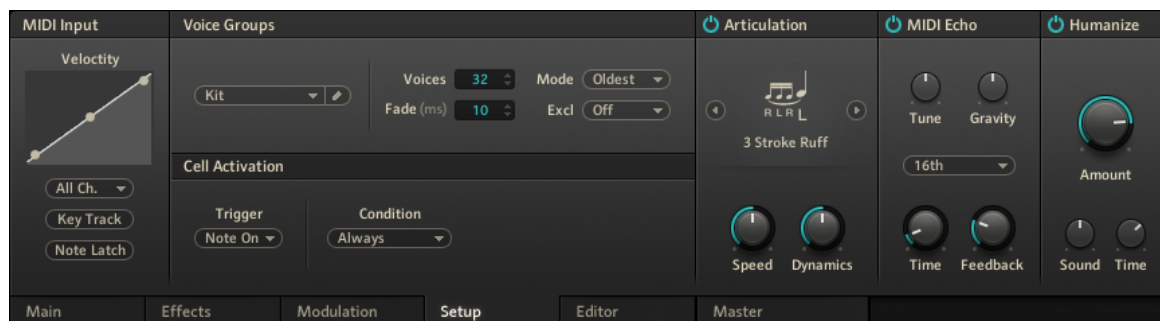 MIDI Input
Veloctity
All Ch.
Key Track
Note Latch
Voice Groups
Kit
Voices 32
Mode Oldest
Fade (ms) 10
Excl Off
Cell Activation
Trigger
Note On
Condition
Always
Articulation
R L R L
3 Stroke Ruff
Speed Dynamics
MIDI Echo
Tune Gravity
16th
Time Feedback
Humanize
Amount
Sound Time
Main Effects Modulation Setup Editor Master